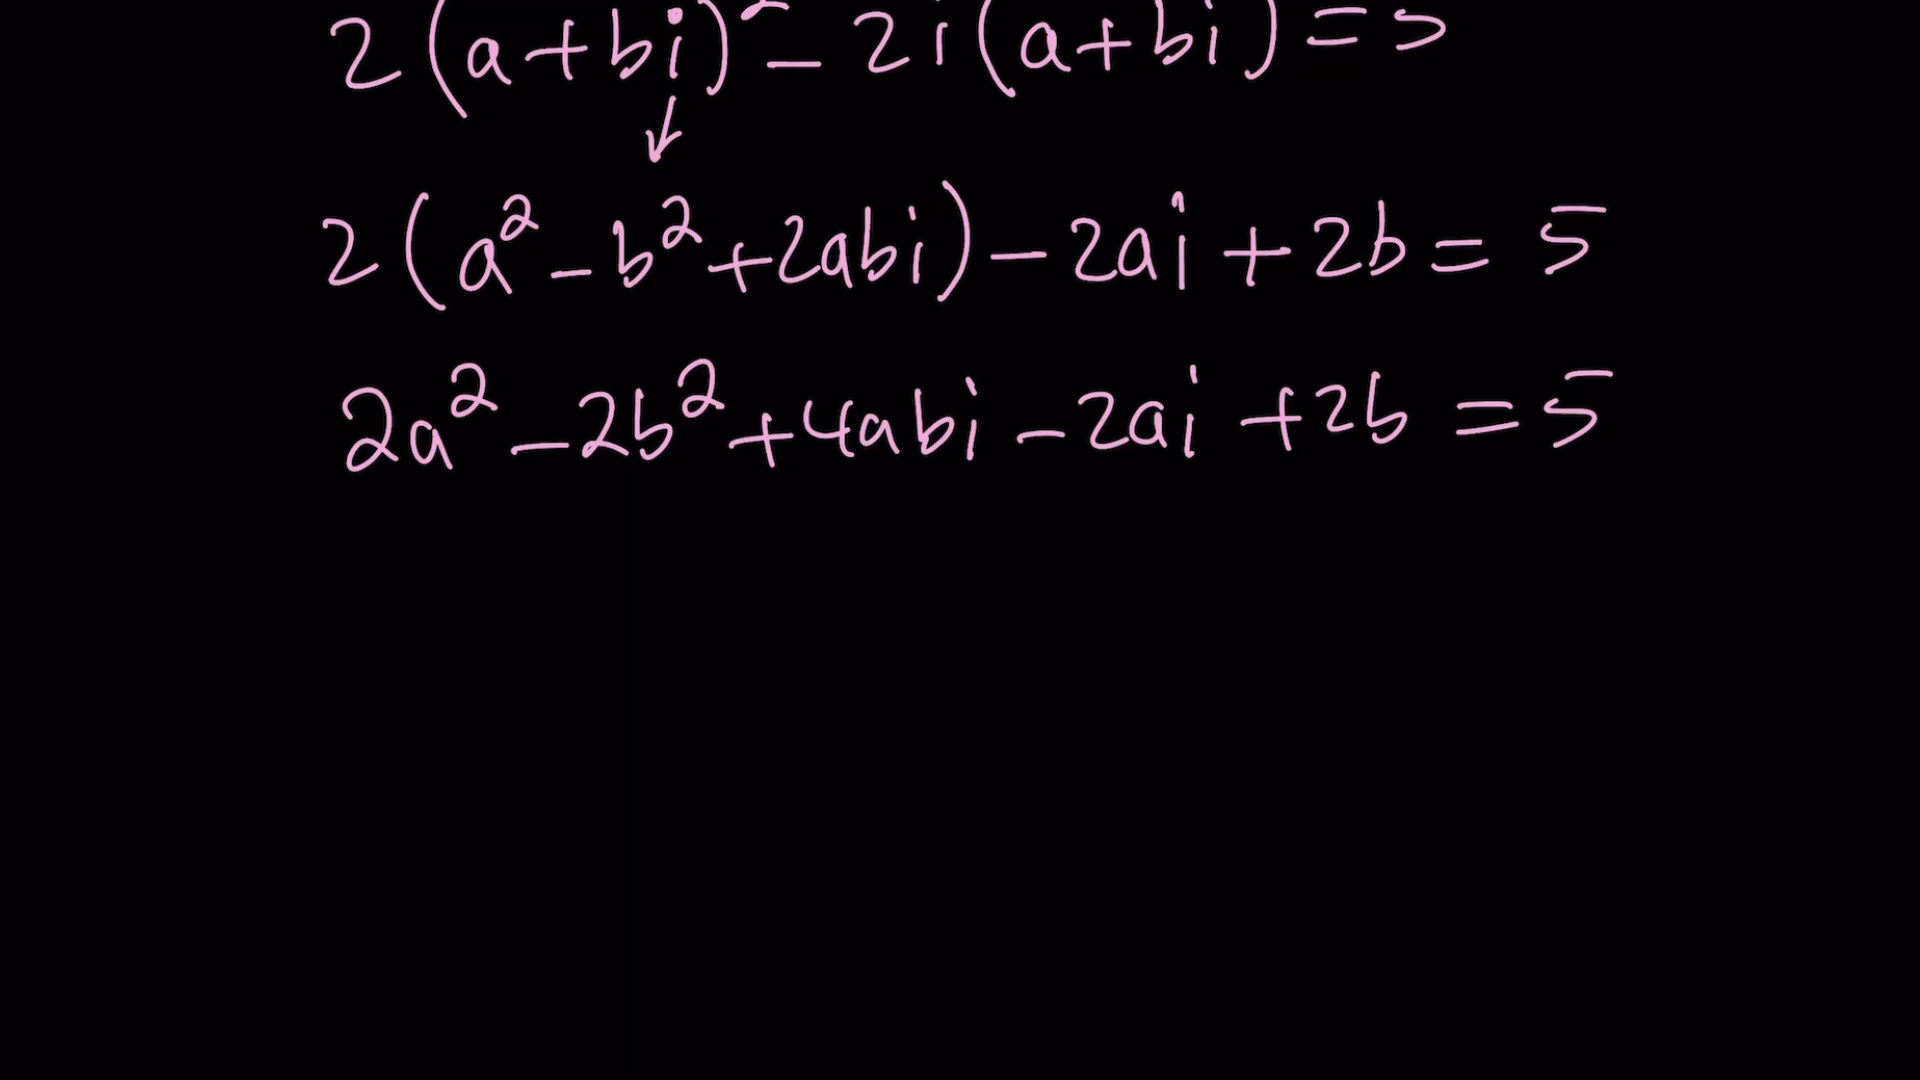 2(a+bi)² - 2i(a+bi) = 5
2(a² - b² + 2abi) - 2ai + 2b = 5
2a² - 2b² + 4abi - 2ai + 2b = 5